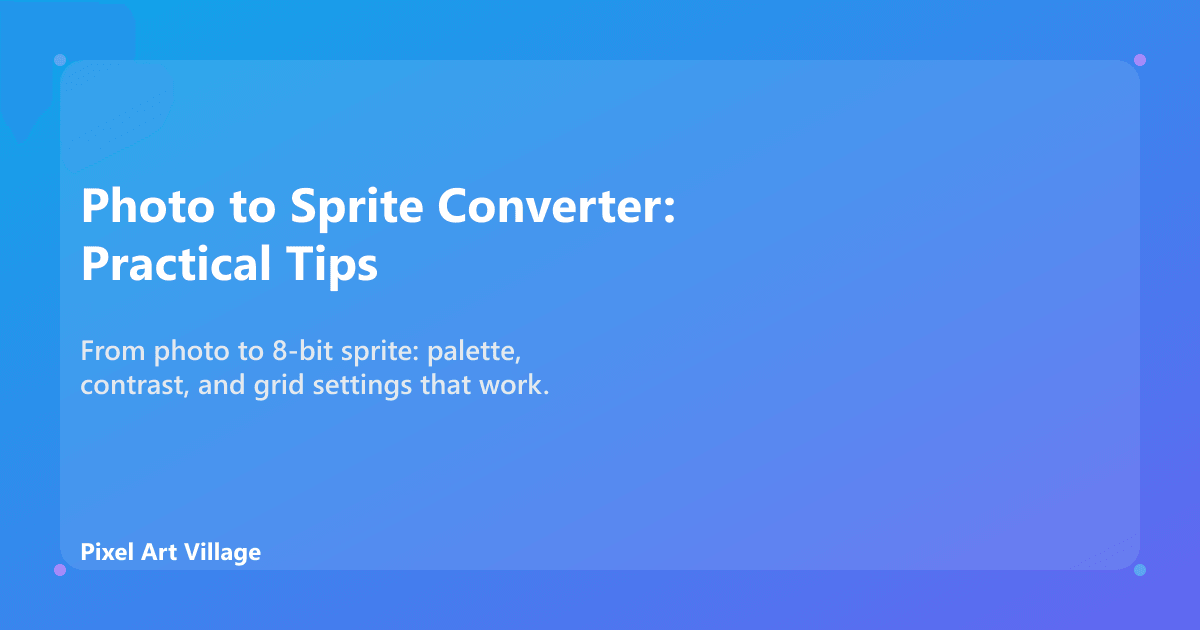 Photo to Sprite Converter:
Practical Tips
From photo to 8-bit sprite: palette,
contrast, and grid settings that work.
Pixel Art Village